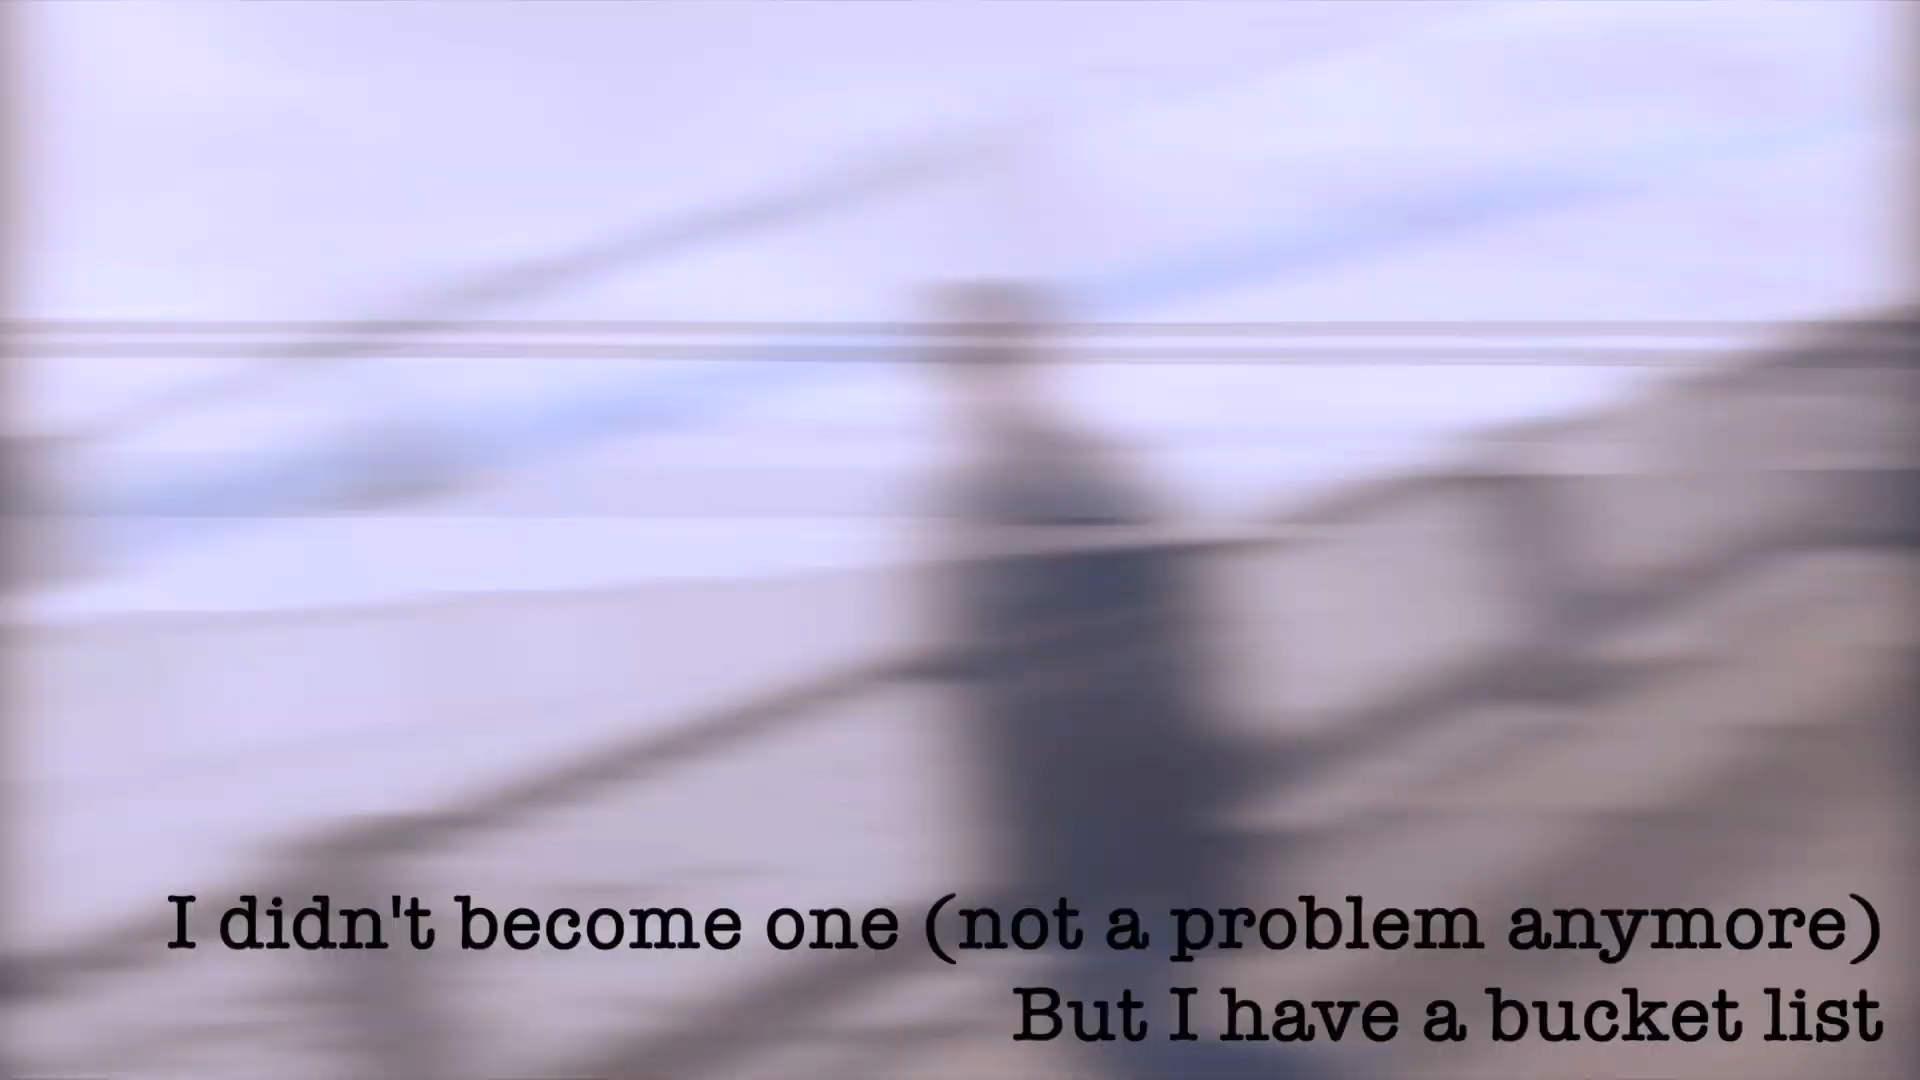 I didn't become one (not a problem anymore)
But I have a bucket list